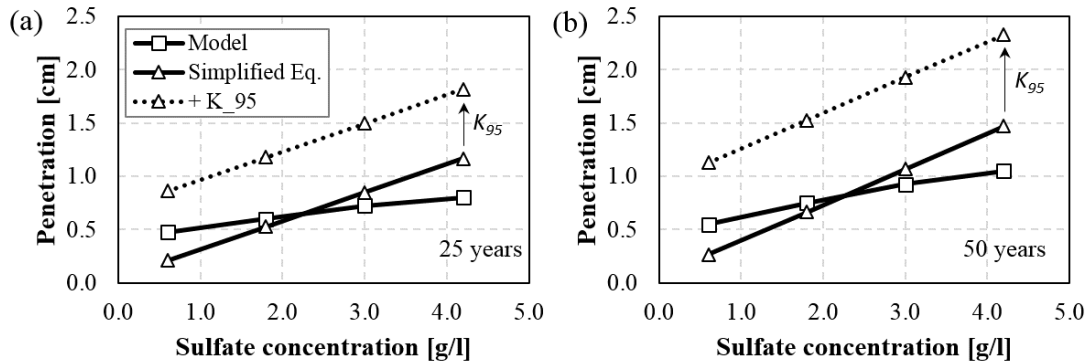 (a)
Penetration [cm]
2.5
2.0
1.5
1.0
0.5
0.0
Model
Simplified Eq.
+ K_95
K95
25 years
0.0 1.0 2.0 3.0 4.0 5.0
Sulfate concentration [g/l]
(b)
Penetration [cm]
2.5
2.0
1.5
1.0
0.5
0.0
K95
50 years
0.0 1.0 2.0 3.0 4.0 5.0
Sulfate concentration [g/l]